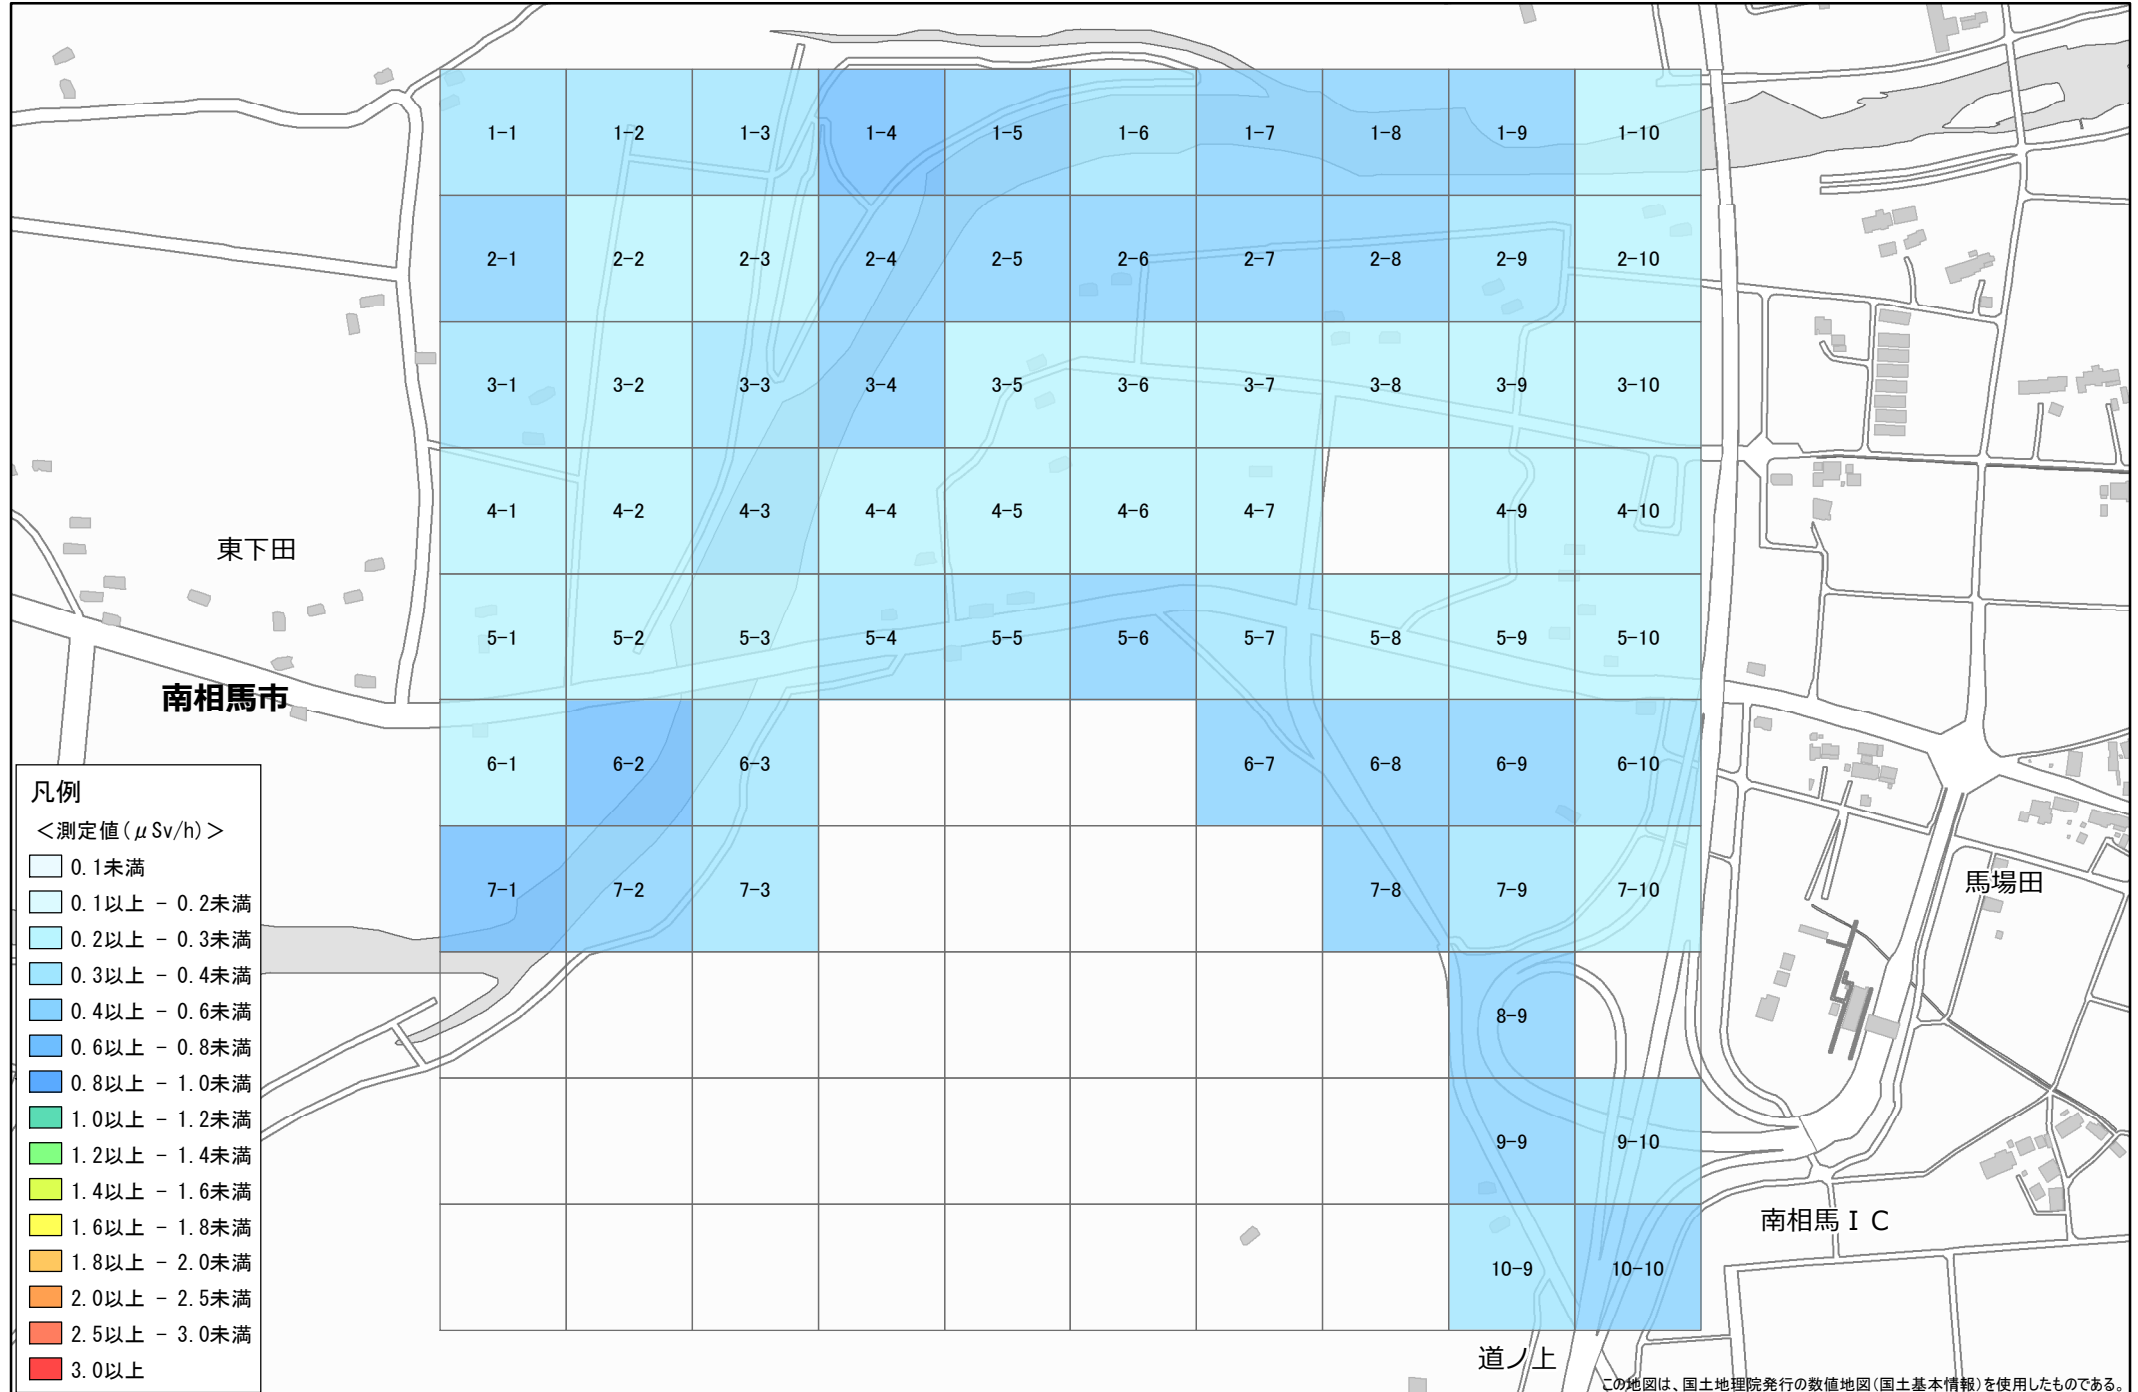 1-1 1-2 1-3 1-4 1-5 1-6 1-7 1-8 1-9 1-10
2-1 2-2 2-3 2-4 2-5 2-6 2-7 2-8 2-9 2-10
3-1 3-2 3-3 3-4 3-5 3-6 3-7 3-8 3-9 3-10
4-1 4-2 4-3 4-4 4-5 4-6 4-7 4-9 4-10
東下田
5-1 5-2 5-3 5-4 5-5 5-6 5-7 5-8 5-9 5-10
南相馬市
6-1 6-2 6-3 6-7 6-8 6-9 6-10
7-1 7-2 7-3 7-8 7-9 7-10
馬場田
8-9
9-9 9-10
南相馬IC
10-9 10-10
道ノ上
凡例
<測定値(μSv/h)>
0.1未満
0.1以上 - 0.2未満
0.2以上 - 0.3未満
0.3以上 - 0.4未満
0.4以上 - 0.6未満
0.6以上 - 0.8未満
0.8以上 - 1.0未満
1.0以上 - 1.2未満
1.2以上 - 1.4未満
1.4以上 - 1.6未満
1.6以上 - 1.8未満
1.8以上 - 2.0未満
2.0以上 - 2.5未満
2.5以上 - 3.0未満
3.0以上
この地図は、国土地理院発行の数値地図(国土基本情報)を使用したものである。